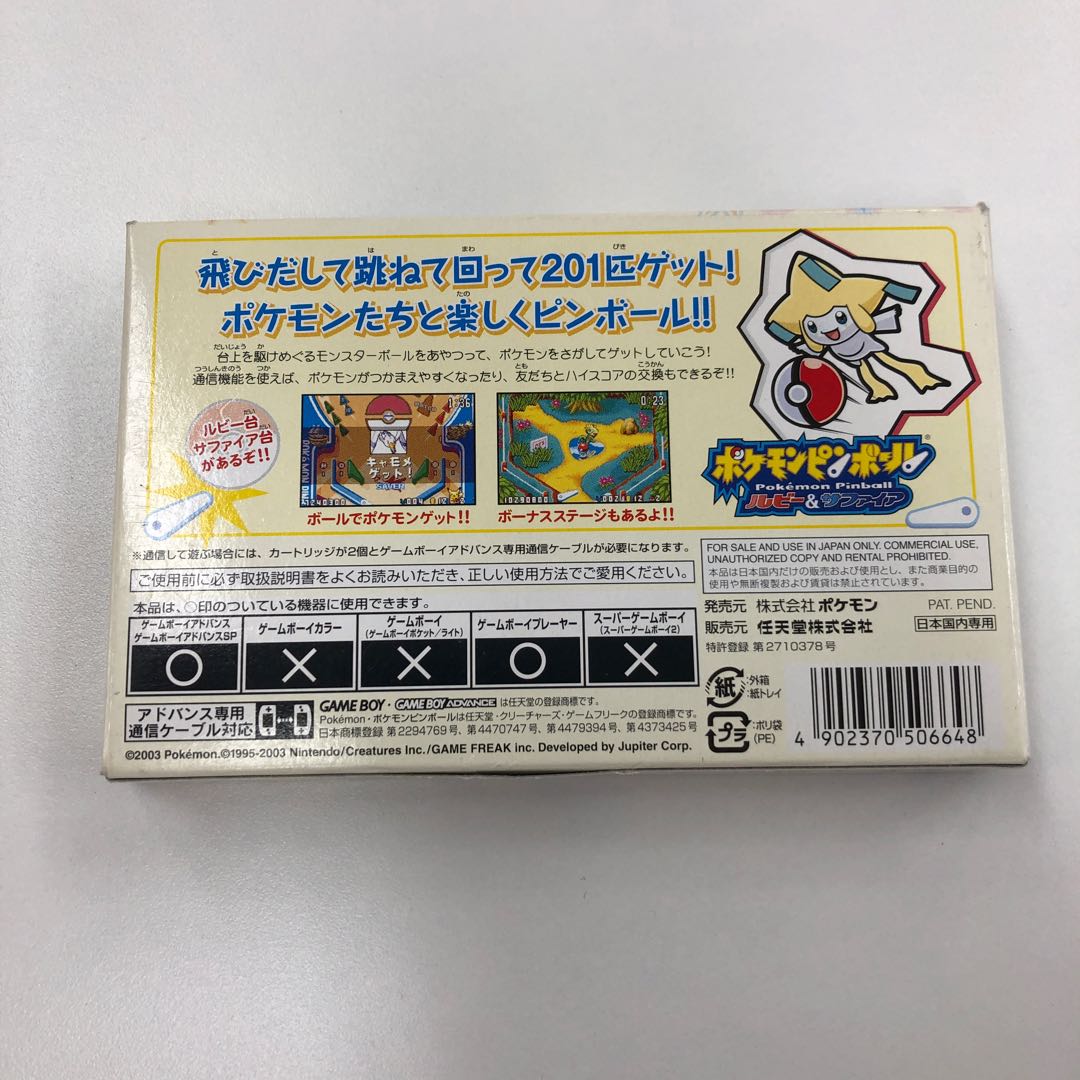 飛びだして跳ねて回って201匹ゲット!
ポケモンたちと楽しくピンボール!!
台上を駆けめぐるモンスターボールをあやつって、ポケモンをさがしてゲットしていこう!
通信機能を使えば、ポケモンがつかまえやすくなったり、友だちとハイスコアの交換もできるぞ!!
ルビー台
サファイア台
があるぞ!!
1:36
キャモメ
ゲット!
SAVER
0:23
ボールでポケモンゲット!!
ボーナスステージもあるよ!!
ポケモンピンボール
Pokémon Pinball
ルビー&サファイア
※通信して遊ぶ場合には、カートリッジが2個とゲームボーイアドバンス専用通信ケーブルが必要になります。
ご使用前に必ず取扱説明書をよくお読みいただき、正しい使用方法でご愛用ください。
本品は、○印のついている機器に使用できます。
ゲームボーイアドバンス
ゲームボーイアドバンスSP
ゲームボーイカラー
ゲームボーイ
(ゲームボーイポケット/ライト)
ゲームボーイプレーヤー
スーパーゲームボーイ
(スーパーゲームボーイ2)
○ × × ○ ×
アドバンス専用
通信ケーブル対応
GAME BOY・GAME BOY ADVANCE は任天堂の登録商標です。
Pokémon・ポケモンピンボールは任天堂・クリーチャーズ・ゲームフリークの登録商標です。
日本商標登録 第2294769号、第4470747号、第4479394号、第4373425号
©2003 Pokémon.©1995-2003 Nintendo/Creatures Inc./GAME FREAK inc. Developed by Jupiter Corp.
FOR SALE AND USE IN JAPAN ONLY. COMMERCIAL USE,
UNAUTHORIZED COPY AND RENTAL PROHIBITED.
本品は日本国内だけの販売および使用とし、また商業目的の
使用や無断複製および賃貸は禁止されています。
発売元 株式会社 ポケモン PAT. PEND.
販売元 任天堂株式会社 日本国内専用
特許登録 第2710378号
紙
:外箱
:紙トレイ
プラ
:ポリ袋
(PE)
4 902370 506648